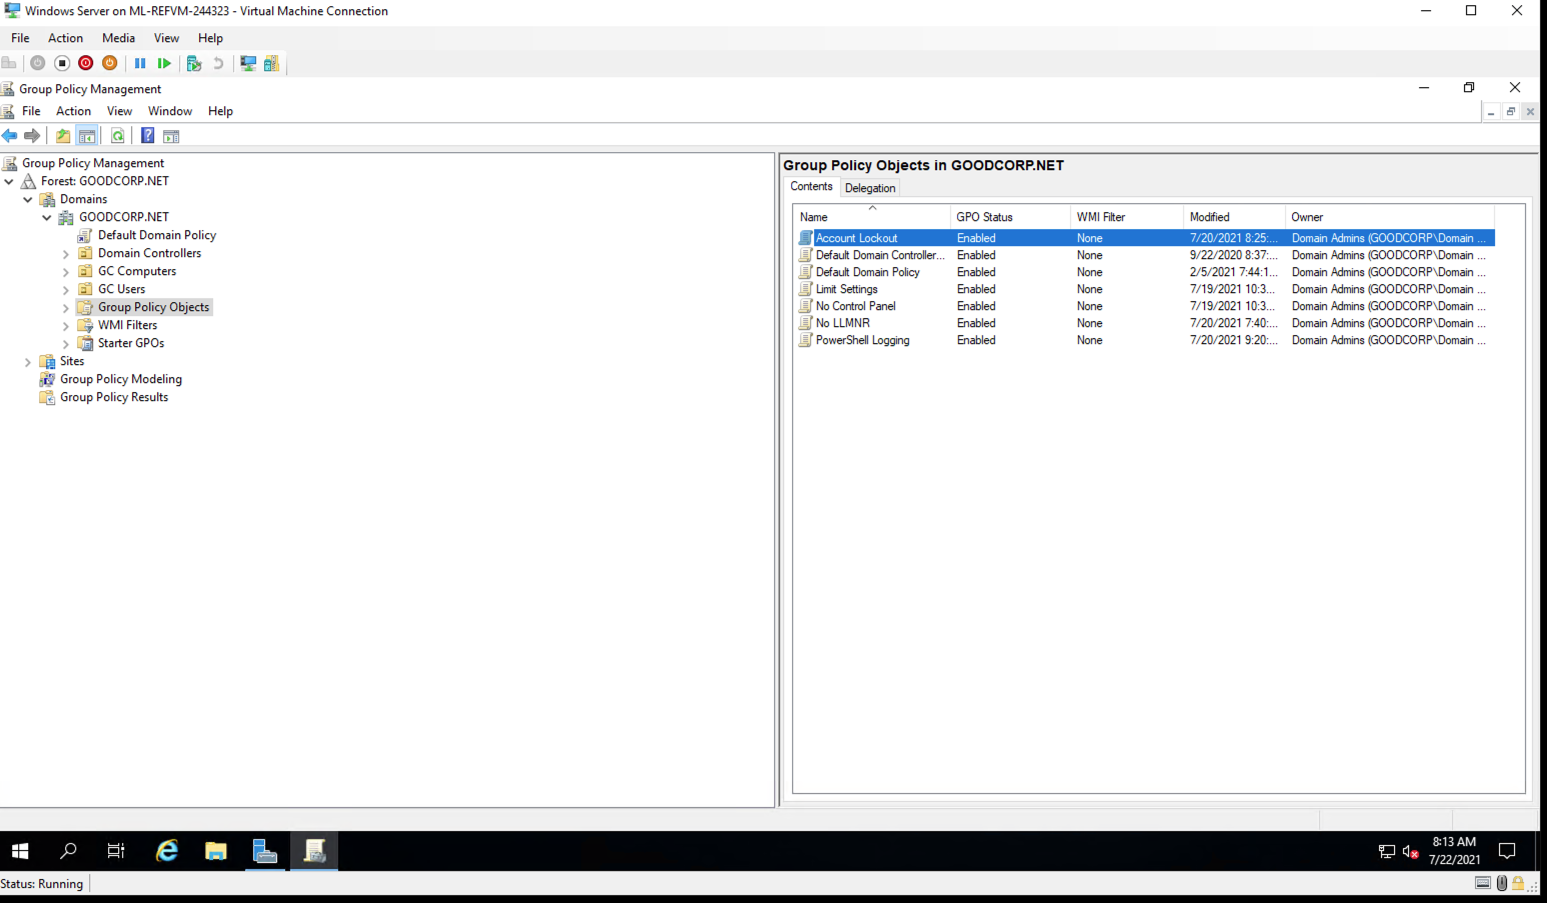 Windows Server on ML-REFVM-244323 - Virtual Machine Connection
File Action Media View Help
Group Policy Management
File Action View Window Help
Group Policy Management
Forest: GOODCORP.NET
Domains
GOODCORP.NET
Default Domain Policy
Domain Controllers
GC Computers
GC Users
Group Policy Objects
WMI Filters
Starter GPOs
Sites
Group Policy Modeling
Group Policy Results
Group Policy Objects in GOODCORP.NET
Contents Delegation
Name GPO Status WMI Filter Modified Owner
Account Lockout Enabled None 7/20/2021 8:25:... Domain Admins (GOODCORP\Domain ...
Default Domain Controller... Enabled None 9/22/2020 8:37:... Domain Admins (GOODCORP\Domain ...
Default Domain Policy Enabled None 2/5/2021 7:44:1... Domain Admins (GOODCORP\Domain ...
Limit Settings Enabled None 7/19/2021 10:3... Domain Admins (GOODCORP\Domain ...
No Control Panel Enabled None 7/19/2021 10:3... Domain Admins (GOODCORP\Domain ...
No LLMNR Enabled None 7/20/2021 7:40:... Domain Admins (GOODCORP\Domain ...
PowerShell Logging Enabled None 7/20/2021 9:20:... Domain Admins (GOODCORP\Domain ...
8:13 AM
7/22/2021
Status: Running